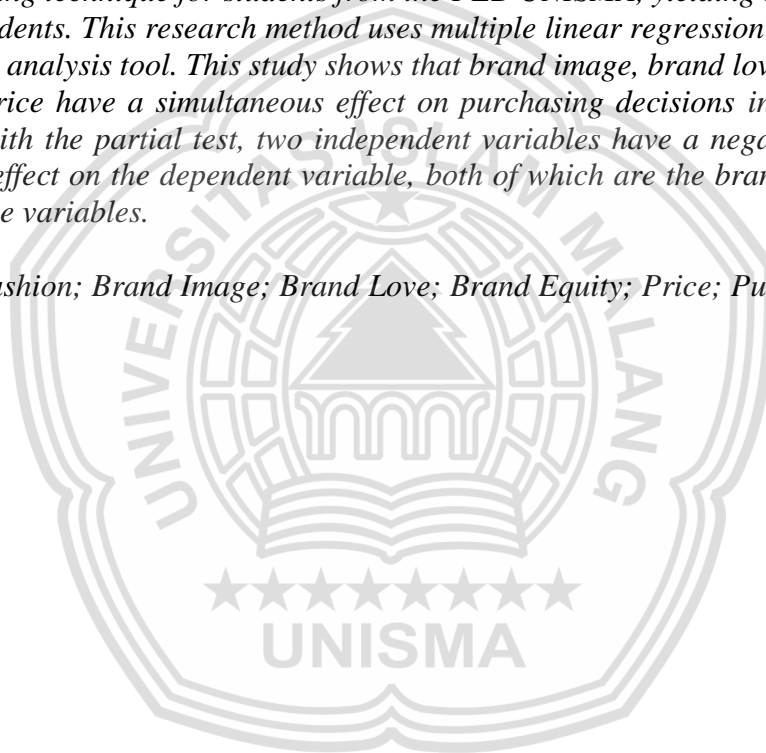 technique for students from the FEB UNISMA, yielding
dents. This research method uses multiple linear regression
analysis tool. This study shows that brand image, brand lov
rice have a simultaneous effect on purchasing decisions in
ith the partial test, two independent variables have a nega
effect on the dependent variable, both of which are the bran
e variables.
shion; Brand Image; Brand Love; Brand Equity; Price; Pu
UNIVERSITAS ISLAM MALANG
UNISMA